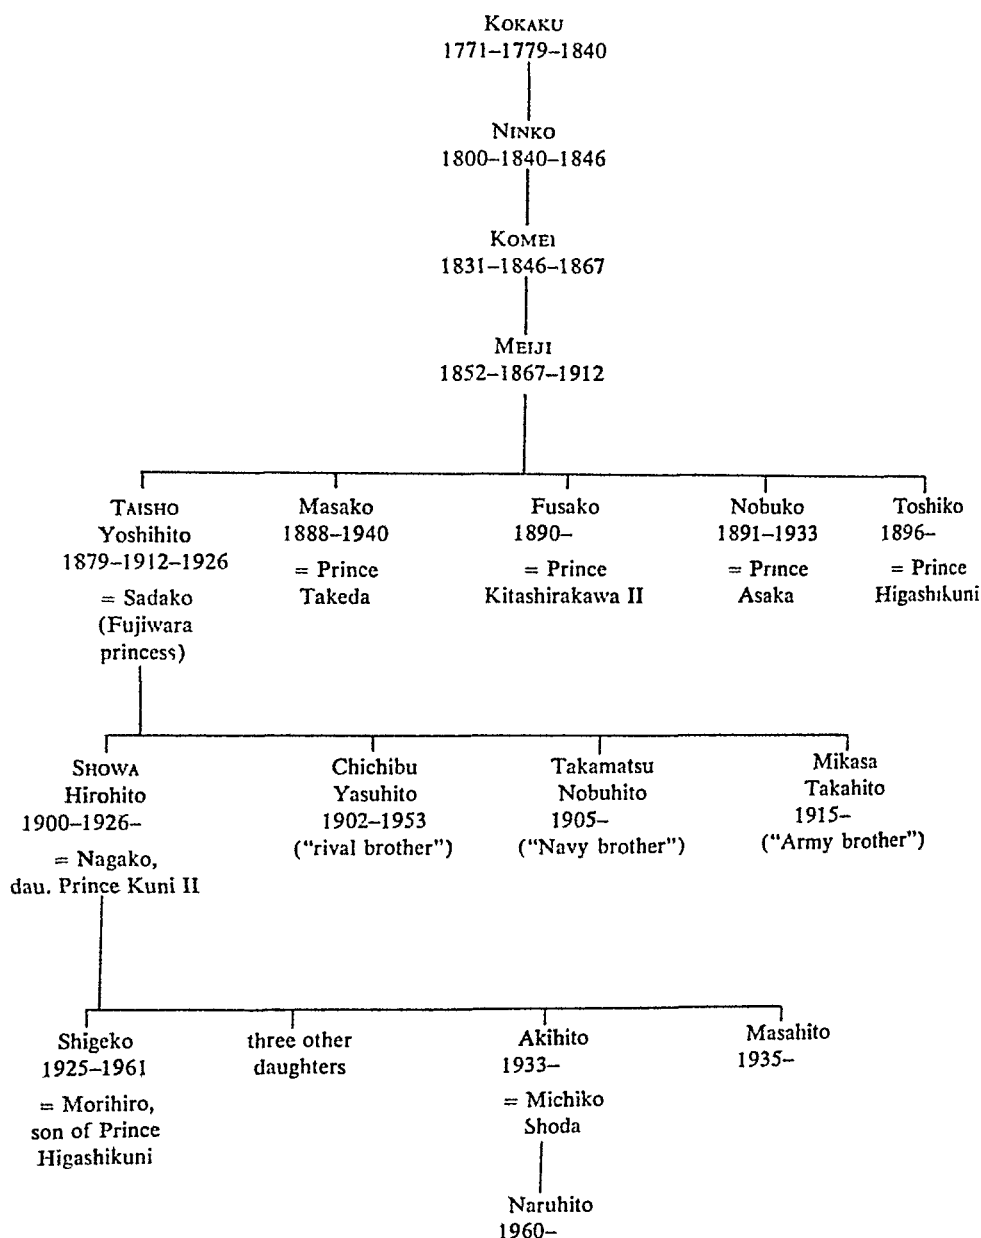 KOKAKU
1771–1779–1840
NINKO
1800–1840–1846
KOMEI
1831–1846–1867
MEIJI
1852–1867–1912
TAISHO
Yoshihito
1879–1912–1926
= Sadako
(Fujiwara
princess)
Masako
1888–1940
= Prince
Takeda
Fusako
1890–
= Prince
Kitashirakawa II
Nobuko
1891–1933
= Prince
Asaka
Toshiko
1896–
= Prince
Higashikuni
SHOWA
Hirohito
1900–1926–
= Nagako,
dau. Prince Kuni II
Chichibu
Yasuhito
1902–1953
(“rival brother”)
Takamatsu
Nobuhito
1905–
(“Navy brother”)
Mikasa
Takahito
1915–
(“Army brother”)
Shigeko
1925–1961
= Morihiro,
son of Prince
Higashikuni
three other
daughters
Akihito
1933–
= Michiko
Shoda
Masahito
1935–
Naruhito
1960–